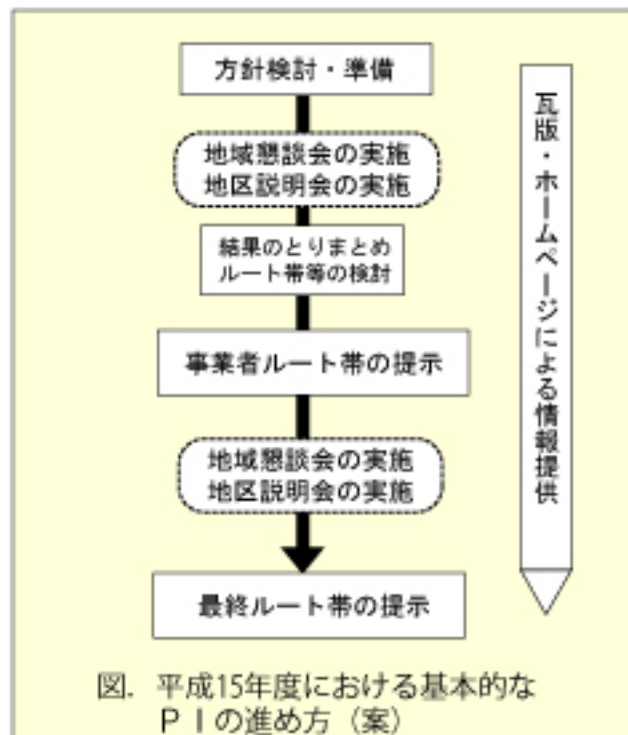 方針検討・準備
地域懇談会の実施
地区説明会の実施
結果のとりまとめ
ルート帯等の検討
事業者ルート帯の提示
地域懇談会の実施
地区説明会の実施
最終ルート帯の提示
瓦版・ホームページによる情報提供
図. 平成15年度における基本的な
ＰＩの進め方（案）